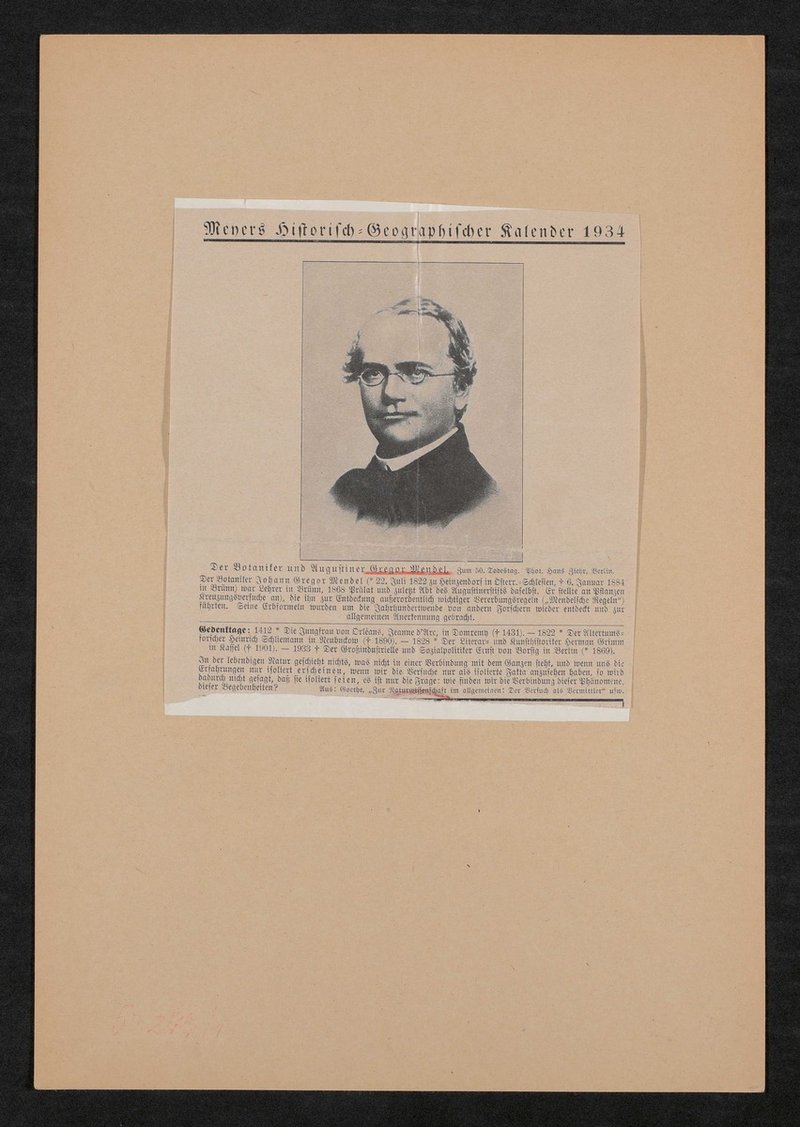 Meyers Historisch-Geographischer Kalender 1934
Der Botaniker und Augustiner Gregor Mendel. Zum 50. Todestag. Phot. Hans Ziehr, Berlin.
Der Botaniker Johann Gregor Mendel (* 22. Juli 1822 zu Heinzendorf in Österr.-Schlesien, † 6. Januar 1884
in Brünn) war Lehrer in Brünn, 1868 Prälat und zuletzt Abt des Augustinerstifts daselbst. Er stellte an Pflanzen
Kreuzungsversuche an, die ihn zur Entdeckung außerordentlich wichtiger Vererbungsregeln („Mendelsche Regeln“)
führten. Seine Erbformeln wurden um die Jahrhundertwende von andern Forschern wieder entdeckt und zur
allgemeinen Anerkennung gebracht.
Gedenktage: 1412 * Die Jungfrau von Orléans, Jeanne d'Arc, in Domremy († 1431). — 1822 * Der Altertums-
forscher Heinrich Schliemann in Neubuckow († 1890). — 1828 * Der Literar- und Kunsthistoriker Herman Grimm
in Kassel († 1901). — 1933 † Der Großindustrielle und Sozialpolitiker Ernst von Borsig in Berlin (* 1869).
In der lebendigen Natur geschieht nichts, was nicht in einer Verbindung mit dem Ganzen steht, und wenn uns die
Erfahrungen nur isoliert erscheinen, wenn wir die Versuche nur als isolierte Fakta anzusehen haben, so wird
dadurch nicht gesagt, daß sie isoliert seien, es ist nur die Frage: wie finden wir die Verbindung dieser Phänomene,
dieser Begebenheiten? Aus: Goethe, „Zur Naturwissenschaft im allgemeinen: Der Versuch als Vermittler“ usw.